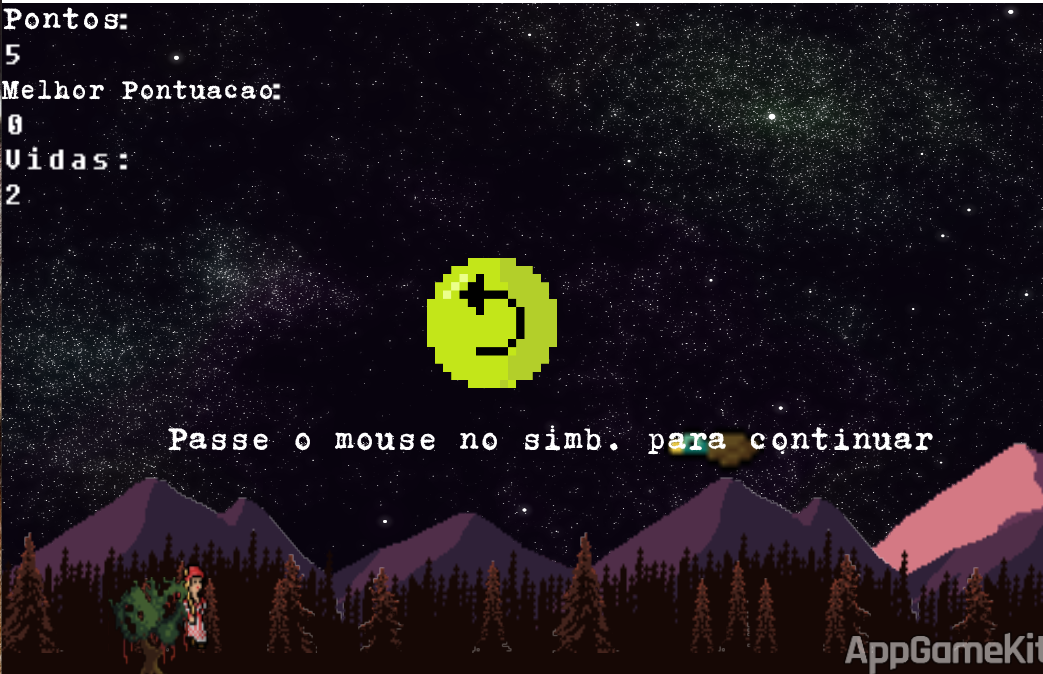 Pontos:
5
Melhor Pontuacao:
0
Vidas:
2
Passe o mouse no simb. para continuar
AppGameKit